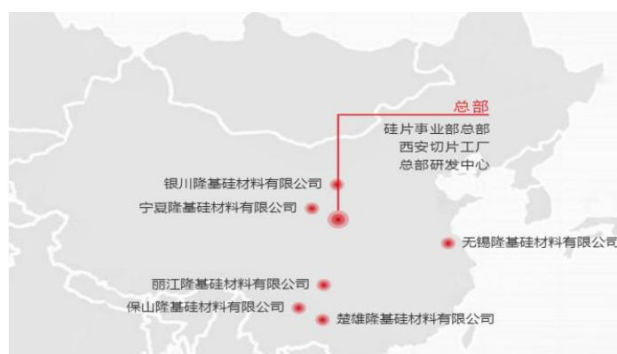 总部
硅片事业部总部
西安切片工厂
总部研发中心
银川隆基硅材料有限公司
宁夏隆基硅材料有限公司
无锡隆基硅材料有限公司
丽江隆基硅材料有限公司
保山隆基硅材料有限公司
楚雄隆基硅材料有限公司